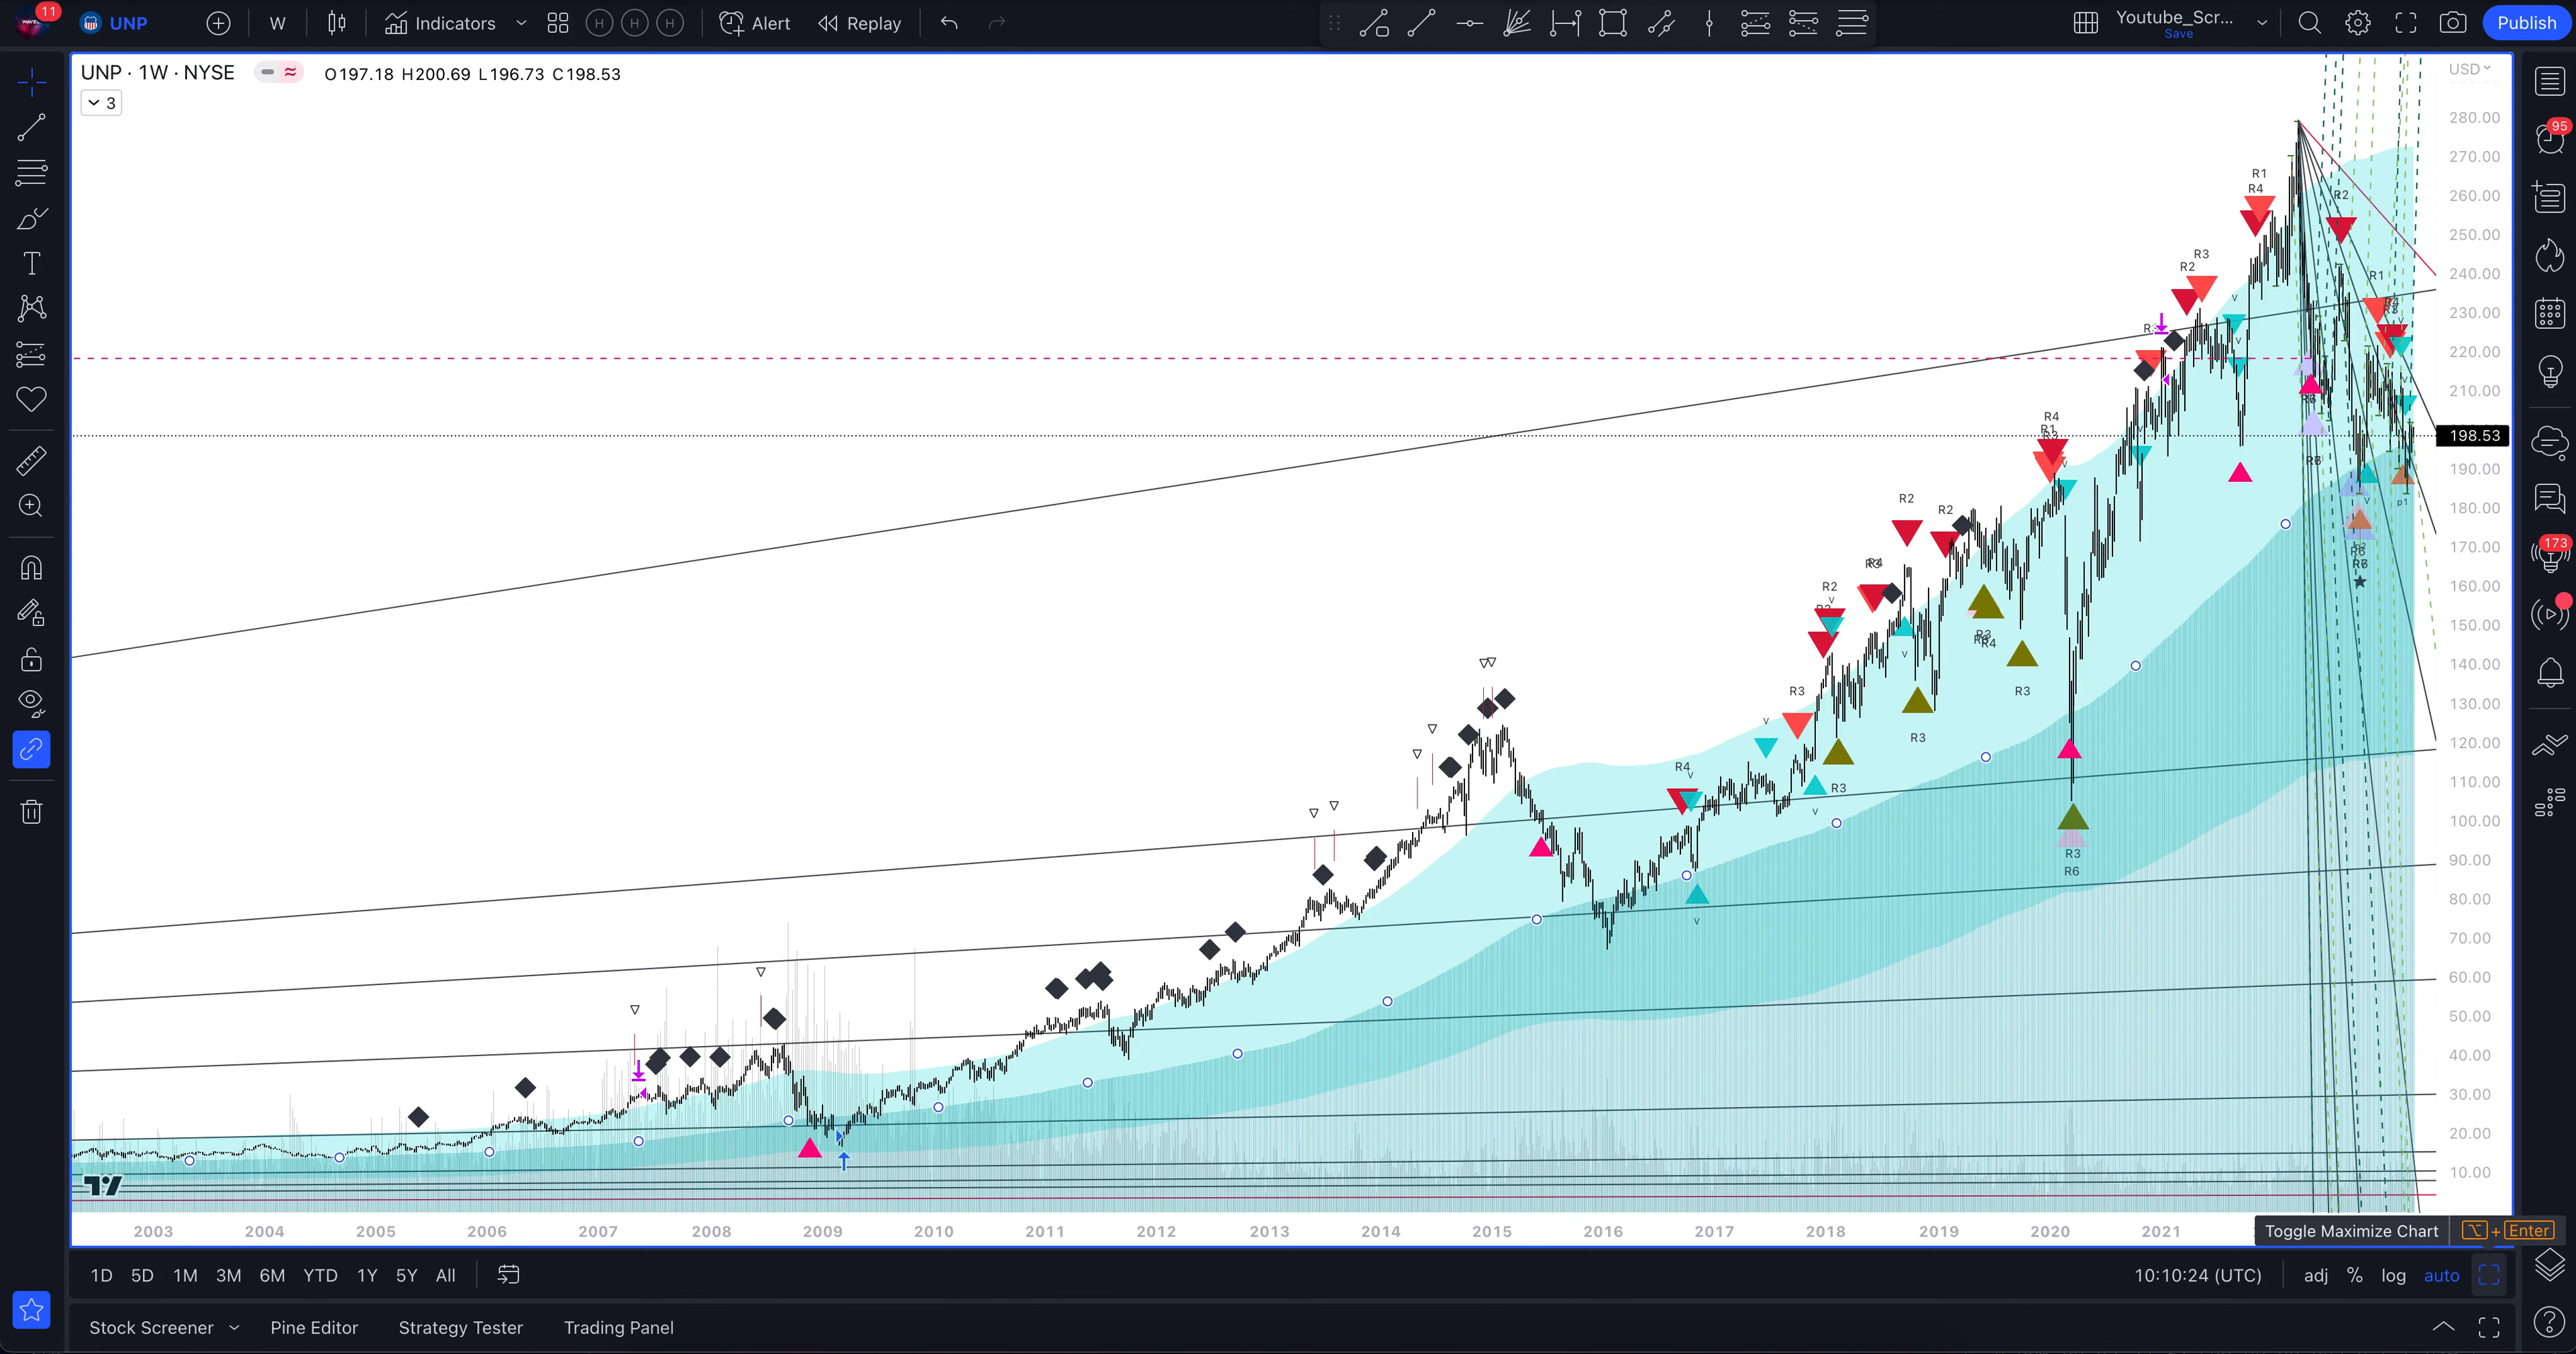 11
UNP
W
Indicators
H H H
Alert
Replay
Youtube_Scr...
Save
Publish
UNP · 1W · NYSE
O197.18 H200.69 L196.73 C198.53
3
USD
280.00
270.00
260.00
250.00
240.00
230.00
220.00
210.00
198.53
190.00
180.00
170.00
160.00
150.00
140.00
130.00
120.00
110.00
100.00
90.00
80.00
70.00
60.00
50.00
40.00
30.00
20.00
10.00
95
173
R1
R4
R2
R3
R2
R1
R4
R1
R2
R2
R4
R2
R3
R3
R4
R3
R3
R3
R4
R3
R6
p1
2003 2004 2005 2006 2007 2008 2009 2010 2011 2012 2013 2014 2015 2016 2017 2018 2019 2020 2021
Toggle Maximize Chart
+ Enter
1D 5D 1M 3M 6M YTD 1Y 5Y All
10:10:24 (UTC)
adj % log auto
Stock Screener
Pine Editor
Strategy Tester
Trading Panel